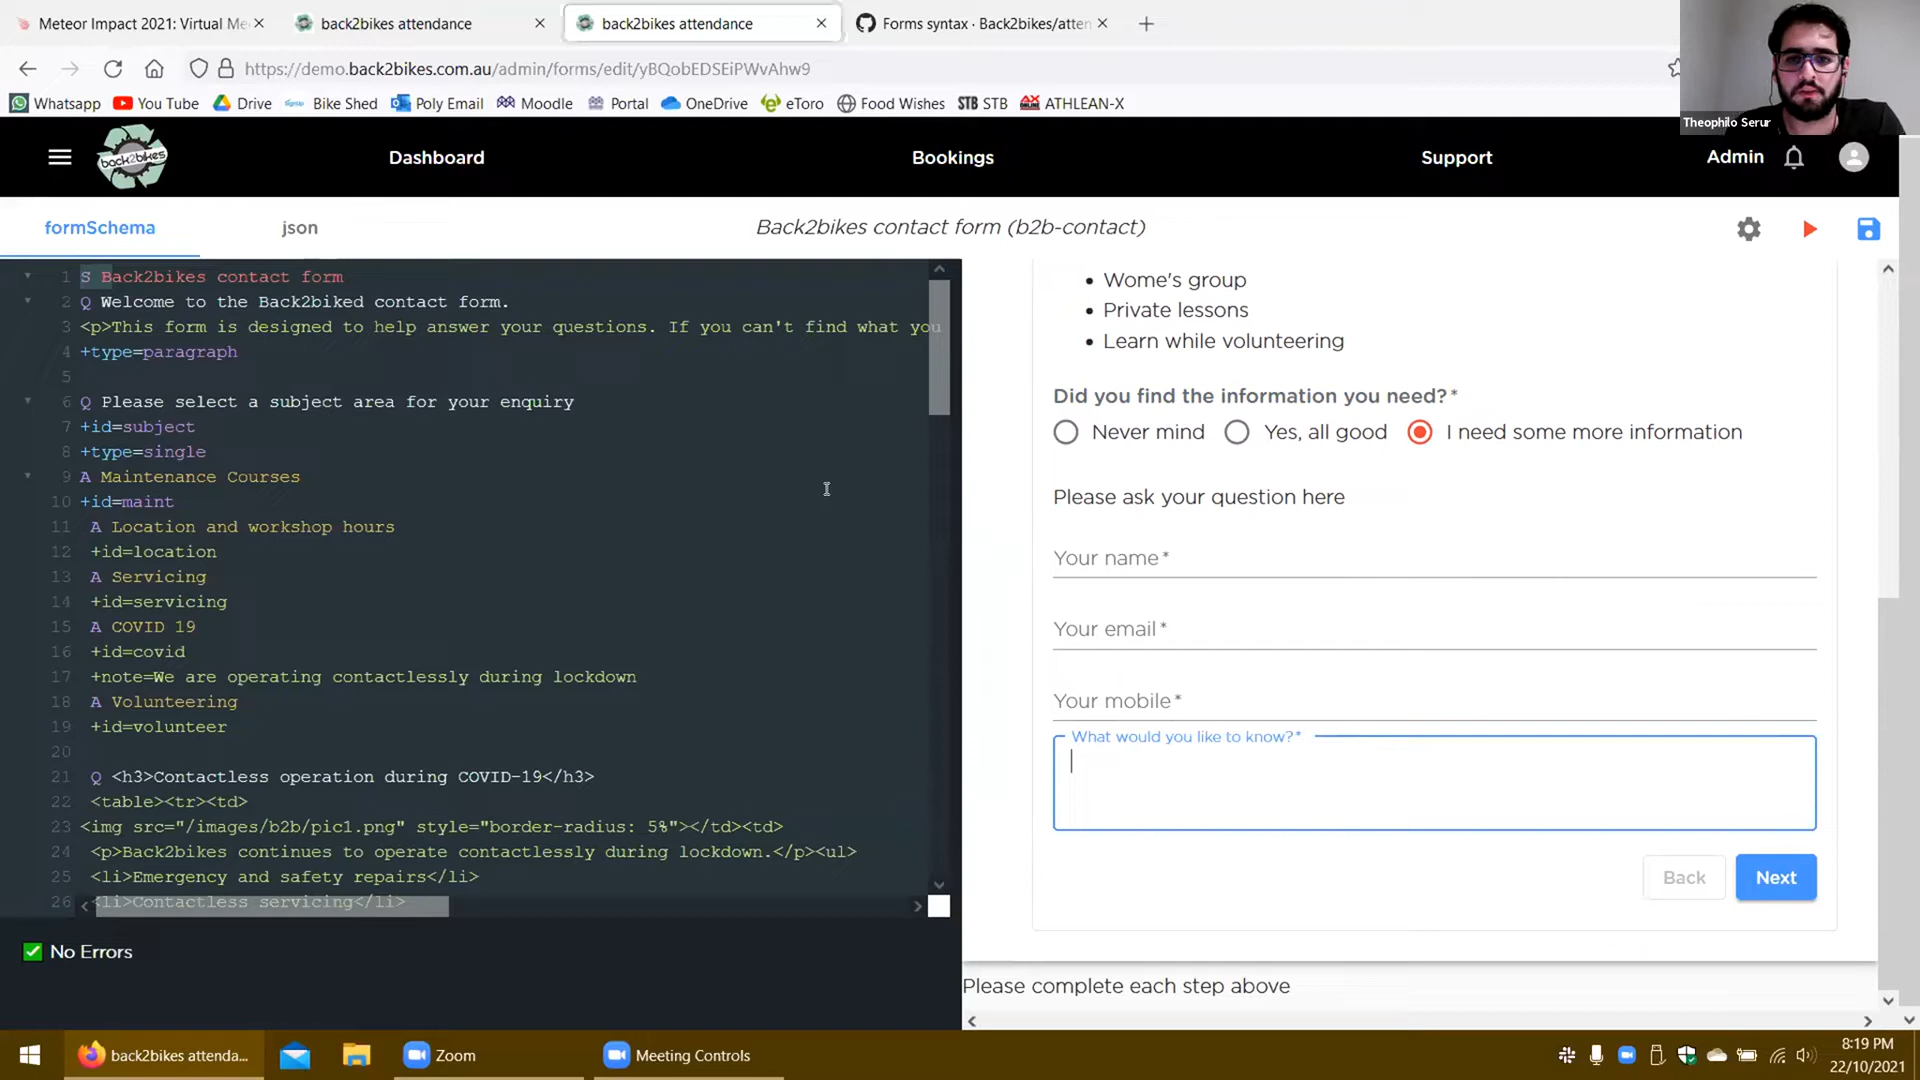 Meteor Impact 2021: Virtual Me
back2bikes attendance
back2bikes attendance
Forms syntax · Back2bikes/atten
https://demo.back2bikes.com.au/admin/forms/edit/yBQobEDSEiPWvAhw9
Whatsapp
You Tube
Drive
Bike Shed
Poly Email
Moodle
Portal
OneDrive
eToro
Food Wishes
STB STB
ATHLEAN-X
Theophilo Serur
back2bikes
Dashboard
Bookings
Support
Admin
formSchema
json
Back2bikes contact form (b2b-contact)
1 S Back2bikes contact form
2 Q Welcome to the Back2biked contact form.
3 <p>This form is designed to help answer your questions. If you can't find what you
4 +type=paragraph
5
6 Q Please select a subject area for your enquiry
7 +id=subject
8 +type=single
9 A Maintenance Courses
10 +id=maint
11 A Location and workshop hours
12 +id=location
13 A Servicing
14 +id=servicing
15 A COVID 19
16 +id=covid
17 +note=We are operating contactlessly during lockdown
18 A Volunteering
19 +id=volunteer
20
21 Q <h3>Contactless operation during COVID-19</h3>
22 <table><tr><td>
23 <img src="/images/b2b/pic1.png" style="border-radius: 5%"></td><td>
24 <p>Back2bikes continues to operate contactlessly during lockdown.</p><ul>
25 <li>Emergency and safety repairs</li>
26 <li>Contactless servicing</li>
No Errors
• Wome's group
• Private lessons
• Learn while volunteering
Did you find the information you need?*
Never mind
Yes, all good
I need some more information
Please ask your question here
Your name*
Your email*
Your mobile*
What would you like to know?*
Back
Next
Please complete each step above
back2bikes attenda...
Zoom
Meeting Controls
8:19 PM
22/10/2021